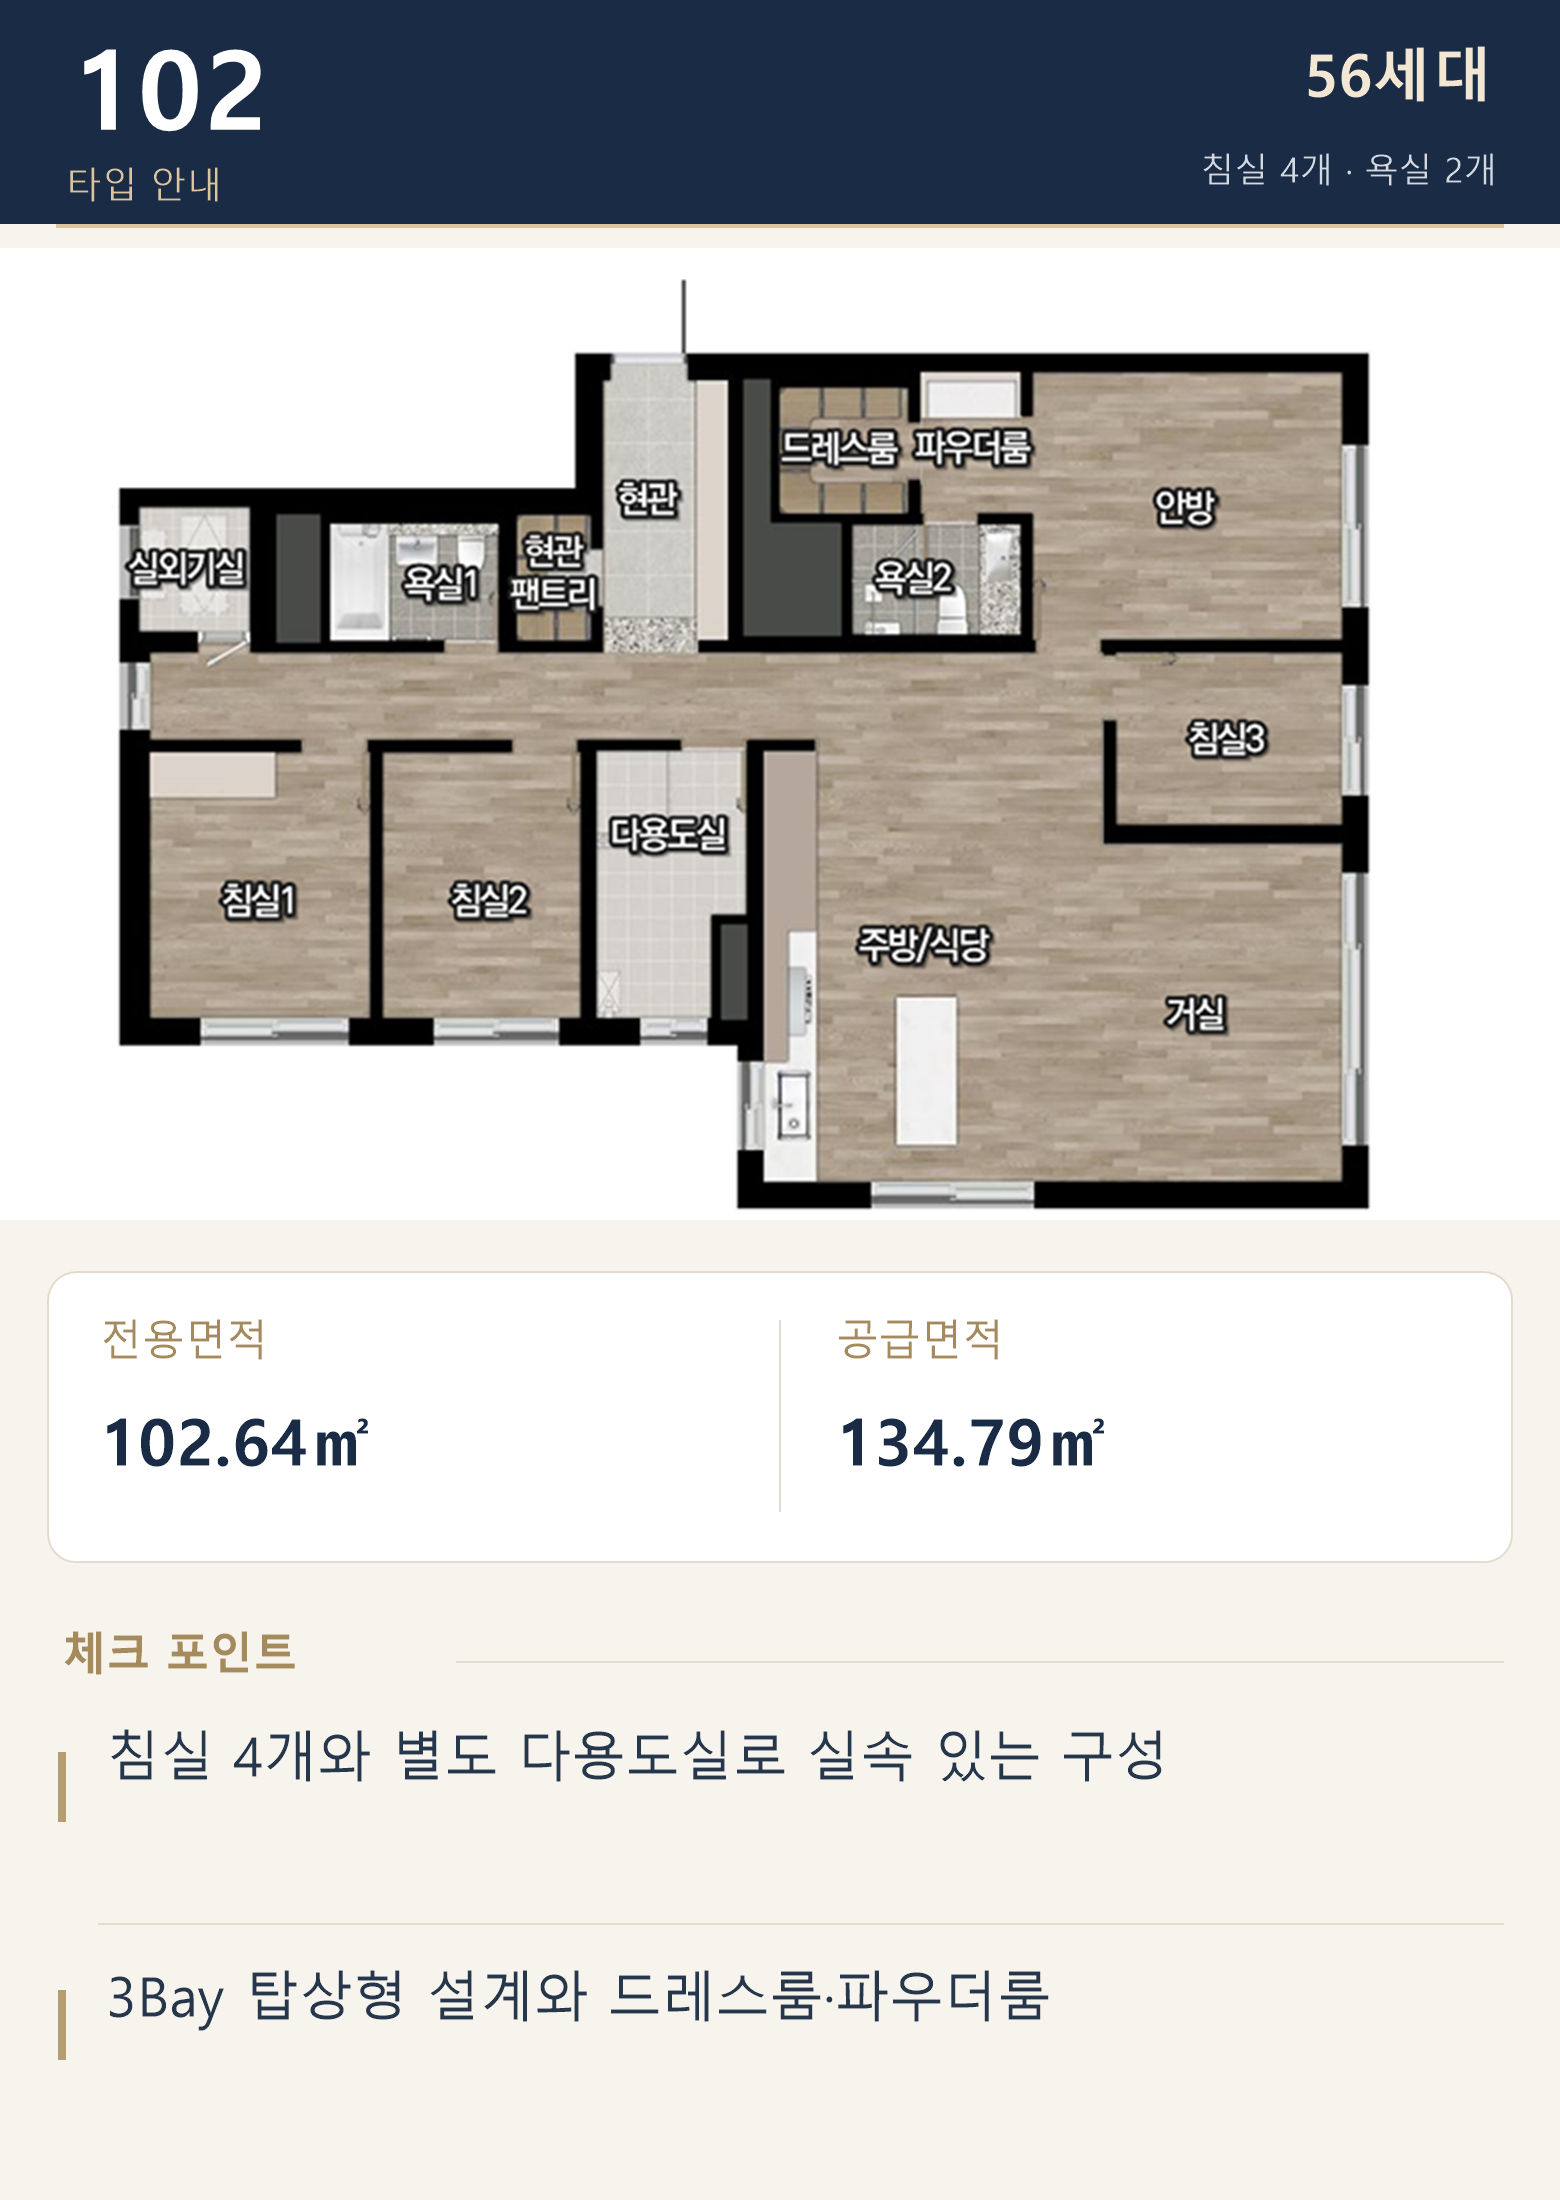 102
타입 안내
56세대
침실 4개 · 욕실 2개
드레스룸 파우더룸
현관
안방
실외기실
욕실1
현관
팬트리
욕실2
침실3
다용도실
침실1
침실2
주방/식당
거실
전용면적
102.64㎡
공급면적
134.79㎡
체크 포인트
침실 4개와 별도 다용도실로 실속 있는 구성
3Bay 탑상형 설계와 드레스룸·파우더룸